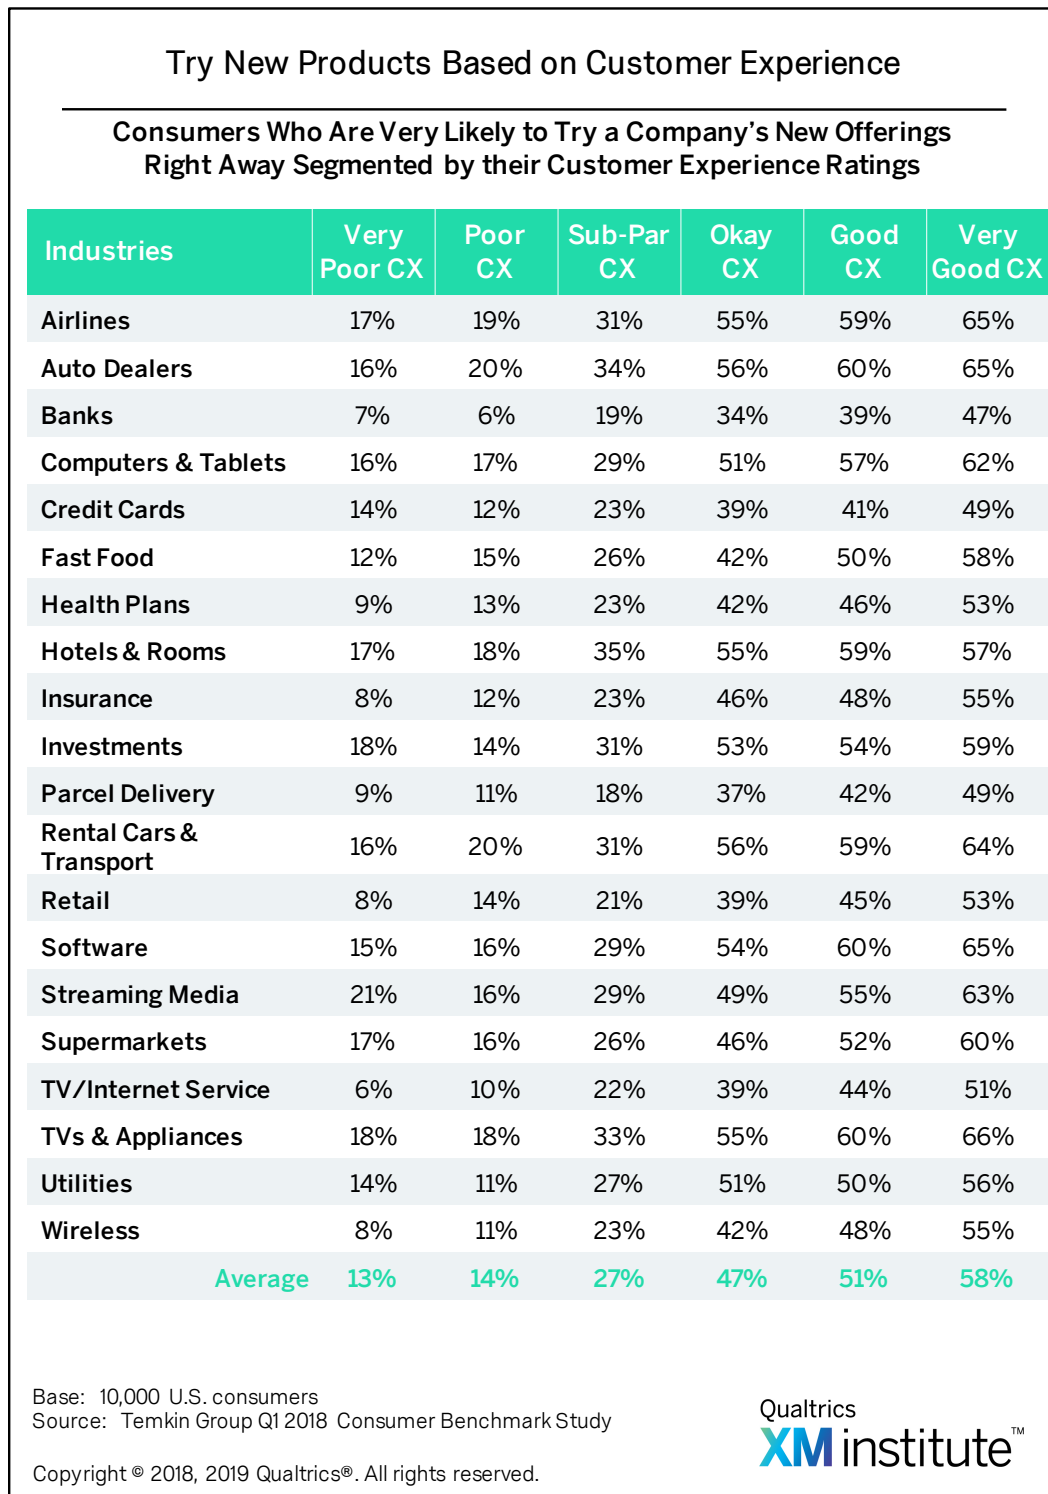 Try New Products Based on Customer Experience
Consumers Who Are Very Likely to Try a Company's New Offerings
Right Away Segmented by their Customer Experience Ratings
Industries Very Poor CX Poor CX Sub-Par CX Okay CX Good CX Very Good CX
Airlines 17% 19% 31% 55% 59% 65%
Auto Dealers 16% 20% 34% 56% 60% 65%
Banks 7% 6% 19% 34% 39% 47%
Computers & Tablets 16% 17% 29% 51% 57% 62%
Credit Cards 14% 12% 23% 39% 41% 49%
Fast Food 12% 15% 26% 42% 50% 58%
Health Plans 9% 13% 23% 42% 46% 53%
Hotels & Rooms 17% 18% 35% 55% 59% 57%
Insurance 8% 12% 23% 46% 48% 55%
Investments 18% 14% 31% 53% 54% 59%
Parcel Delivery 9% 11% 18% 37% 42% 49%
Rental Cars &
Transport 16% 20% 31% 56% 59% 64%
Retail 8% 14% 21% 39% 45% 53%
Software 15% 16% 29% 54% 60% 65%
Streaming Media 21% 16% 29% 49% 55% 63%
Supermarkets 17% 16% 26% 46% 52% 60%
TV/Internet Service 6% 10% 22% 39% 44% 51%
TVs & Appliances 18% 18% 33% 55% 60% 66%
Utilities 14% 11% 27% 51% 50% 56%
Wireless 8% 11% 23% 42% 48% 55%
Average 13% 14% 27% 47% 51% 58%
Base: 10,000 U.S. consumers
Source: Temkin Group Q1 2018 Consumer Benchmark Study
Copyright © 2018, 2019 Qualtrics®. All rights reserved.
Qualtrics
XM institute™